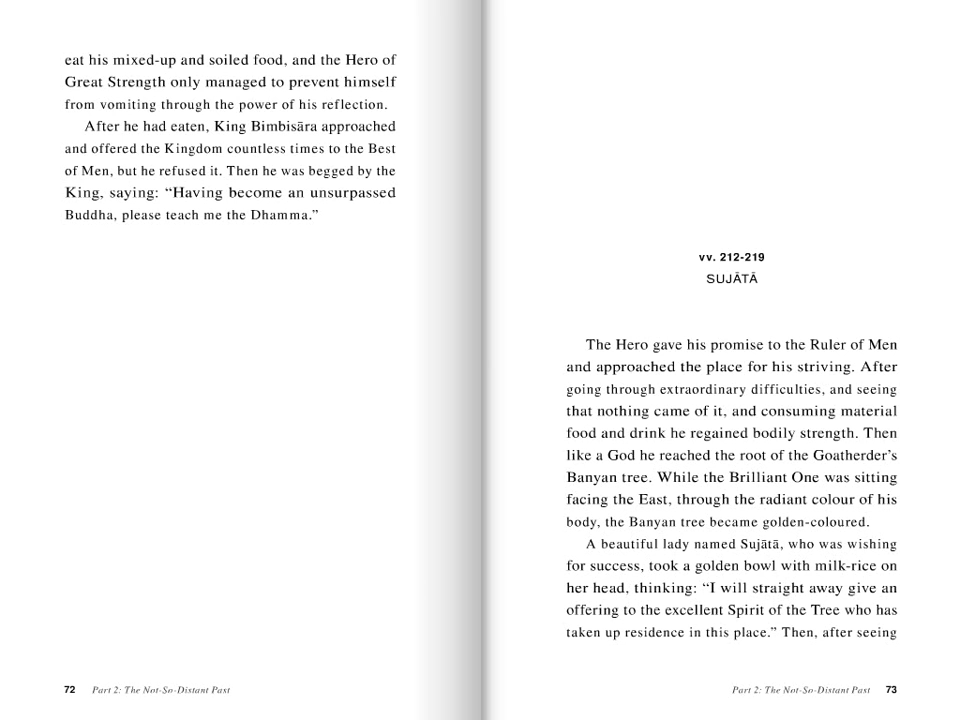 eat his mixed-up and soiled food, and the Hero of
Great Strength only managed to prevent himself
from vomiting through the power of his reflection.
After he had eaten, King Bimbisāra approached
and offered the Kingdom countless times to the Best
of Men, but he refused it. Then he was begged by the
King, saying: “Having become an unsurpassed
Buddha, please teach me the Dhamma.”
72 Part 2: The Not-So-Distant Past
vv. 212-219
SUJĀTĀ
The Hero gave his promise to the Ruler of Men
and approached the place for his striving. After
going through extraordinary difficulties, and seeing
that nothing came of it, and consuming material
food and drink he regained bodily strength. Then
like a God he reached the root of the Goatherder’s
Banyan tree. While the Brilliant One was sitting
facing the East, through the radiant colour of his
body, the Banyan tree became golden-coloured.
A beautiful lady named Sujātā, who was wishing
for success, took a golden bowl with milk-rice on
her head, thinking: “I will straight away give an
offering to the excellent Spirit of the Tree who has
taken up residence in this place.” Then, after seeing
Part 2: The Not-So-Distant Past 73